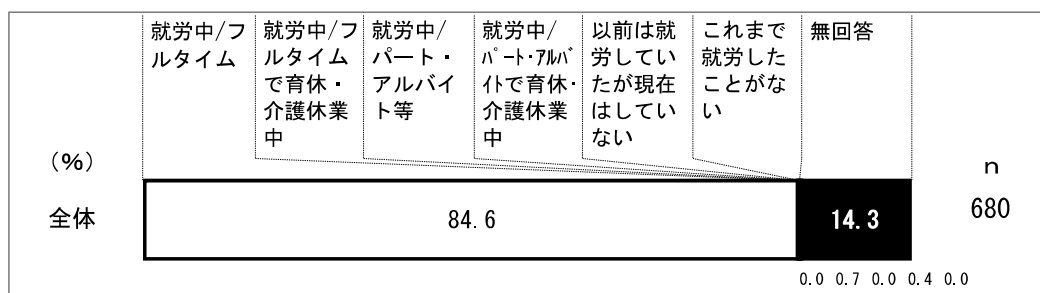 就労中/フ
ルタイム
就労中/フ
ルタイム
で育休・
介護休業
中
就労中/
パート・
アルバイ
ト等
就労中/
パート・アルバ
イトで育休・
介護休業
中
以前は就
労してい
たが現在
はしてい
ない
これまで
就労した
ことがな
い
無回答
(%)
n
全体
84.6
14.3
680
0.0 0.7 0.0 0.4 0.0